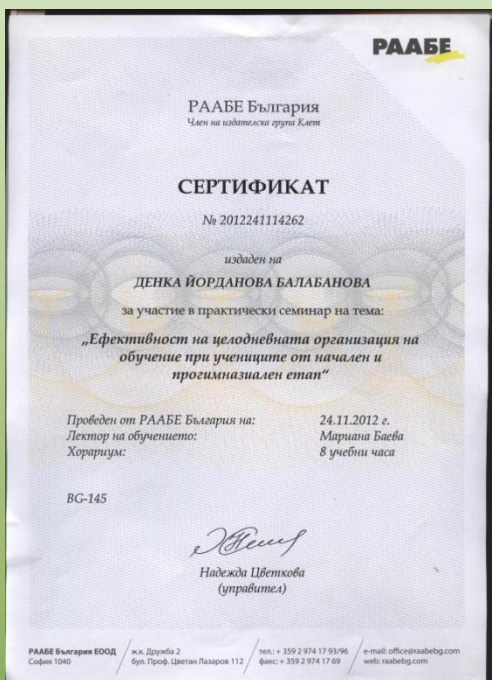 РААБЕ
РААБЕ България
Член на издателска група Клет
СЕРТИФИКАТ
№ 2012241114262
издаден на
ДЕНКА ЙОРДАНОВА БАЛАБАНОВА
за участие в практически семинар на тема:
„Ефективност на целодневната организация на
обучение при учениците от начален и
прогимназиален етап“
Проведен от РААБЕ България на: 24.11.2012 г.
Лектор на обучението: Мариана Баева
Хорариум: 8 учебни часа
BG-145
Надежда Цветкова
(управител)
РААБЕ България ЕООД ж.к. Дружба 2 тел.: + 359 2 974 17 93/96 e-mail: office@raabebg.com
София 1040 бул. Проф. Цветан Лазаров 112 факс: + 359 2 974 17 69 web: raabebg.com